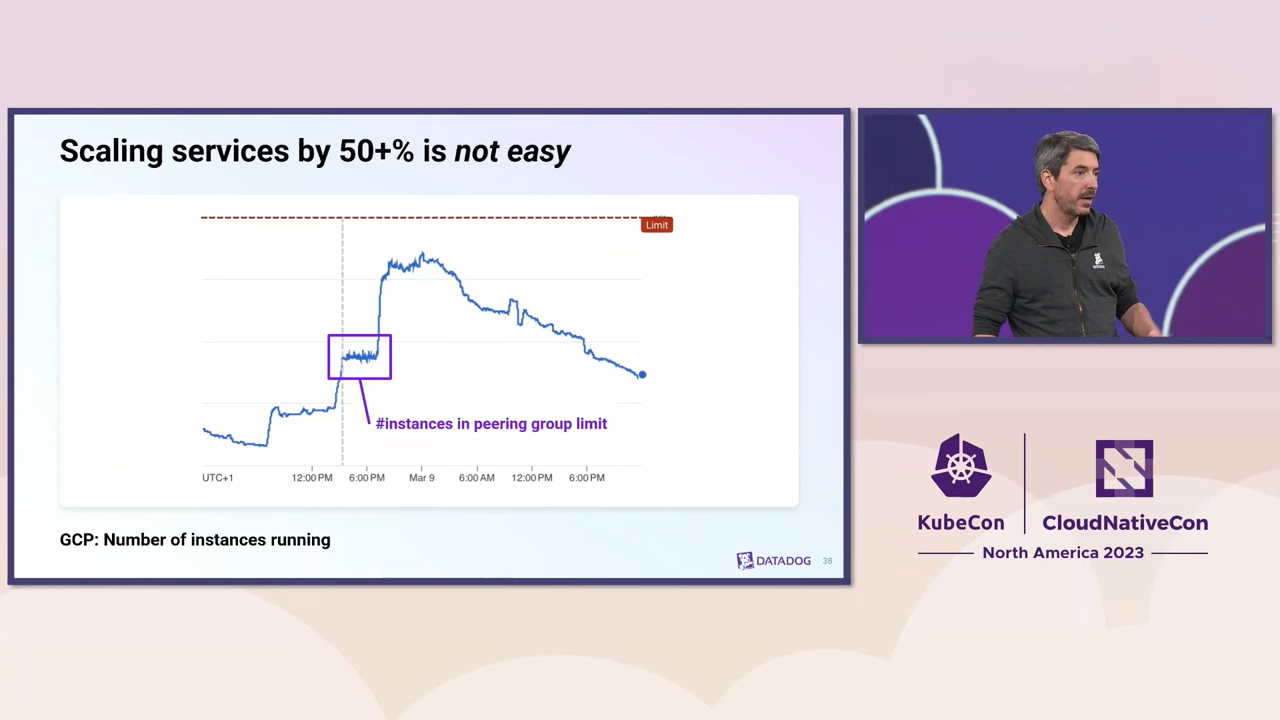 Scaling services by 50+% is not easy
Limit
#instances in peering group limit
UTC+1 12:00 PM 6:00 PM Mar 9 6:00 AM 12:00 PM 6:00 PM
GCP: Number of instances running
DATADOG 38
KubeCon
CloudNativeCon
North America 2023